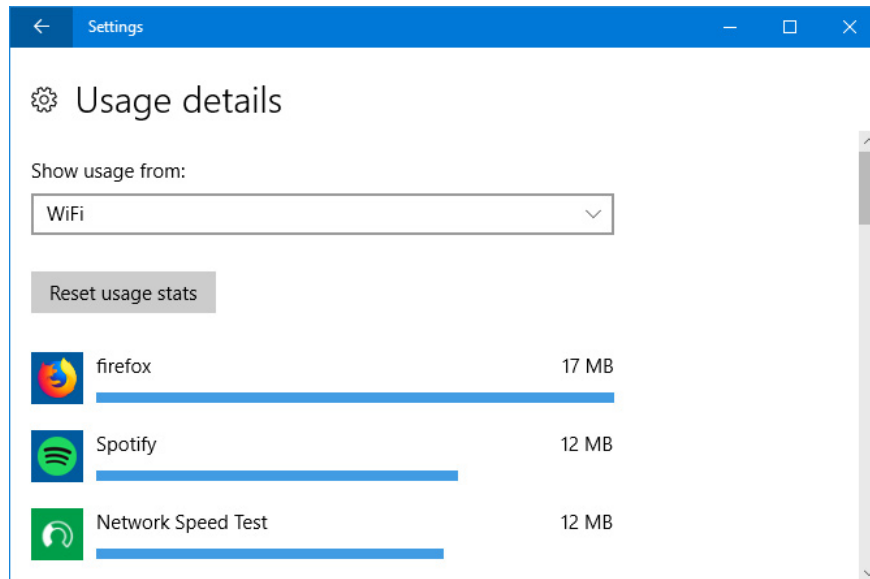 Settings
Usage details
Show usage from:
WiFi
Reset usage stats
firefox 17 MB
Spotify 12 MB
Network Speed Test 12 MB